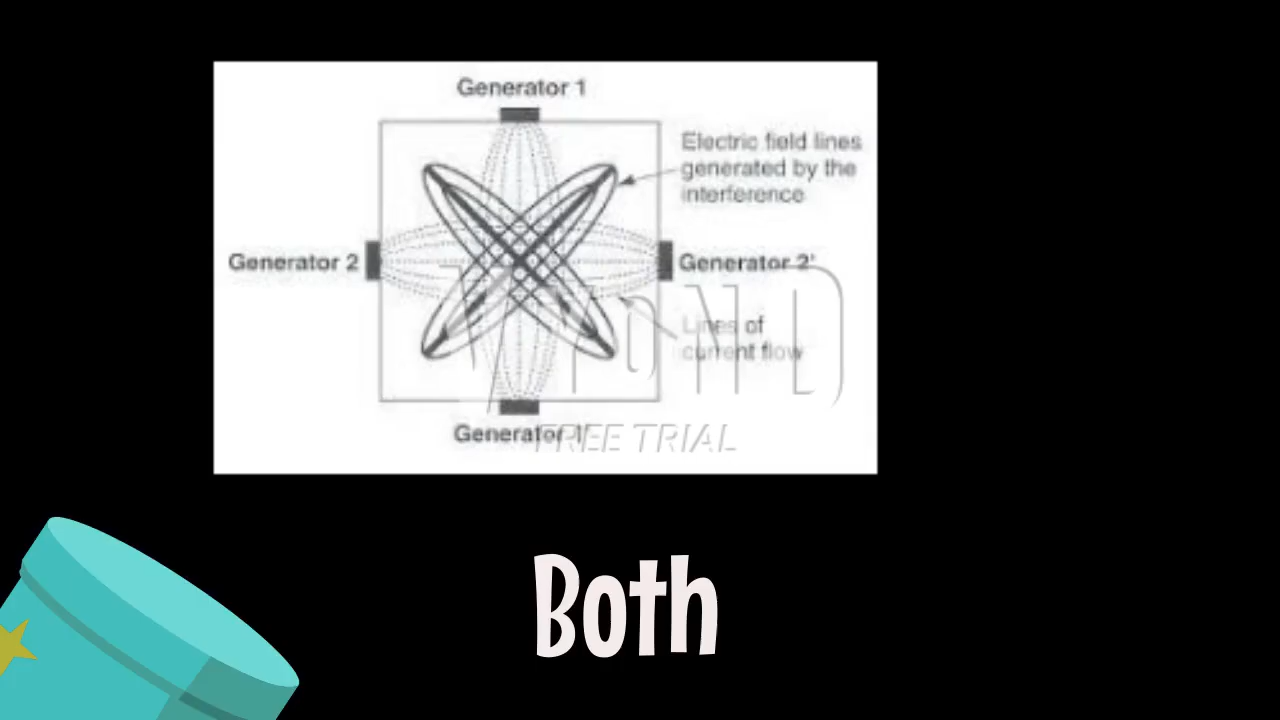 Generator 1
Electric field lines
generated by the
interference
Generator 2
Generator 2'
Lines of
current flow
Generator 1'
VYOND
FREE TRIAL
Both